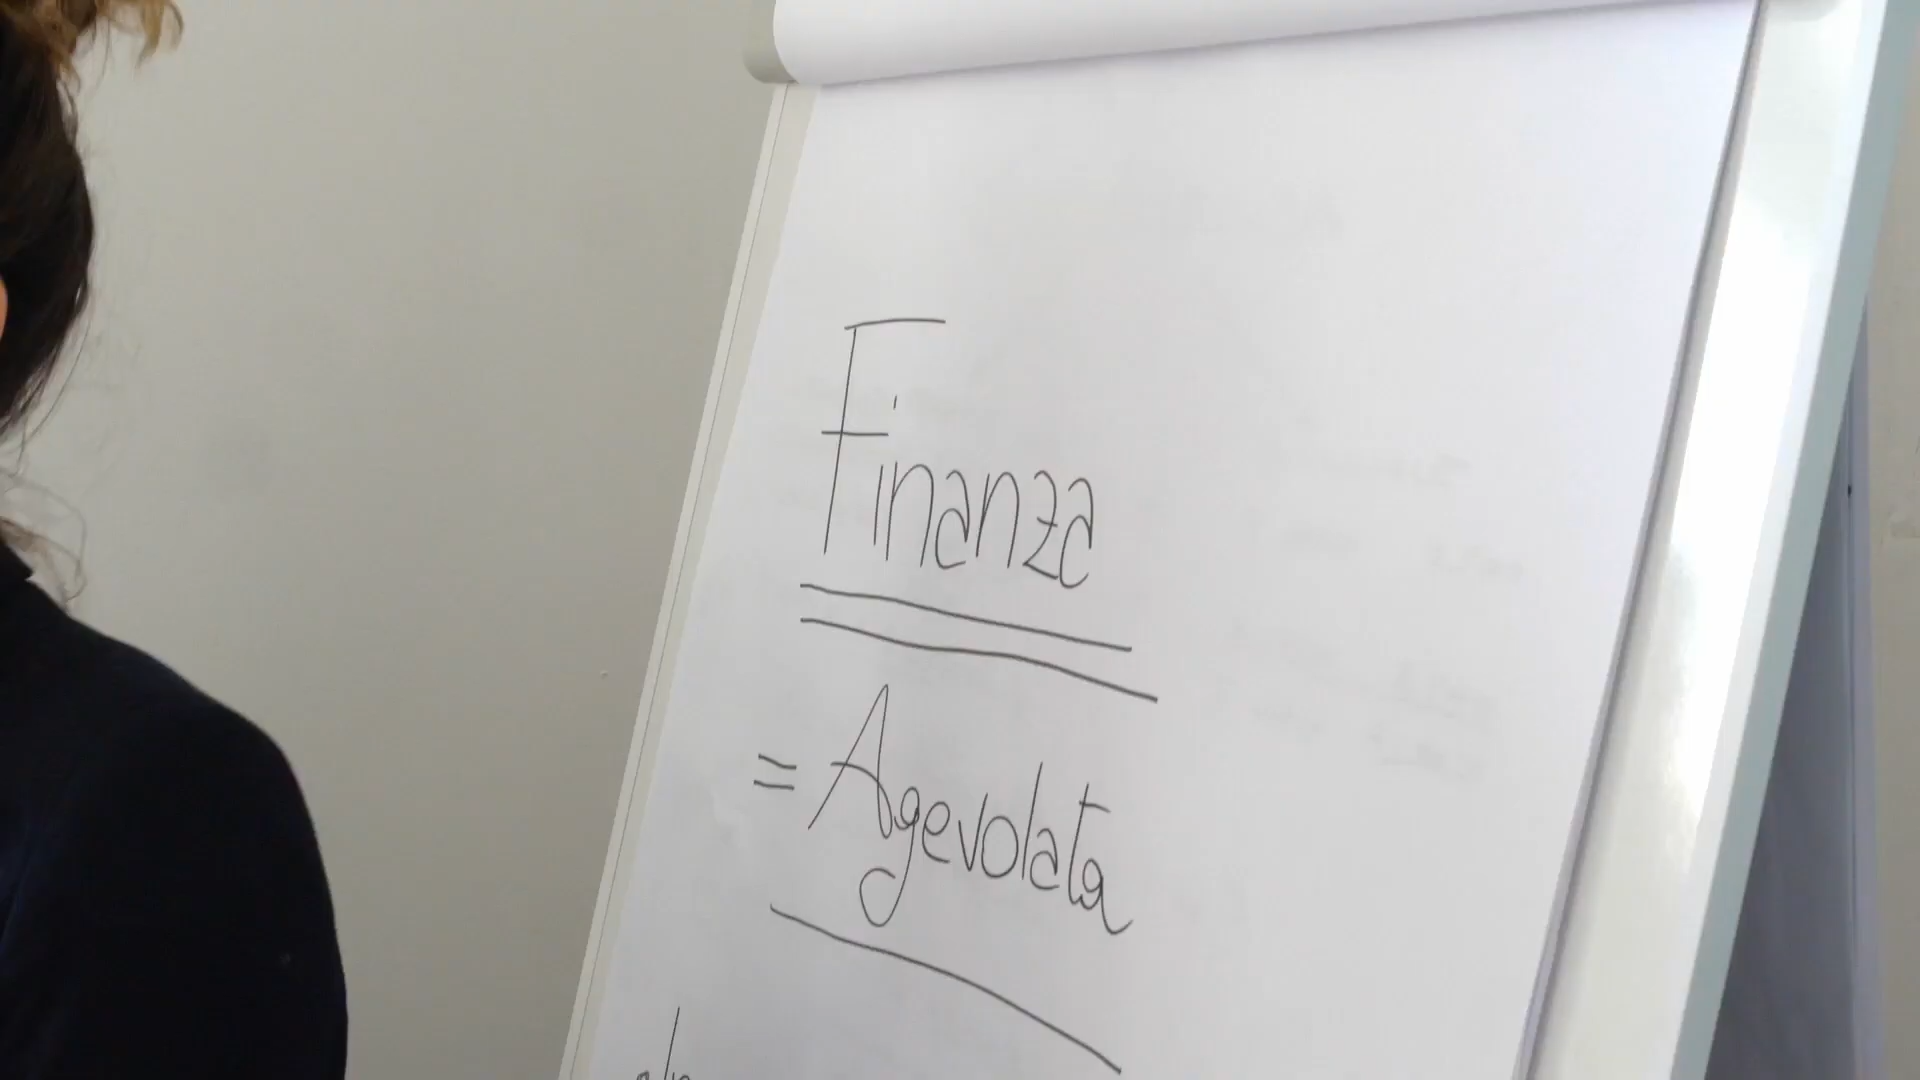 Finanza
= Agevolata